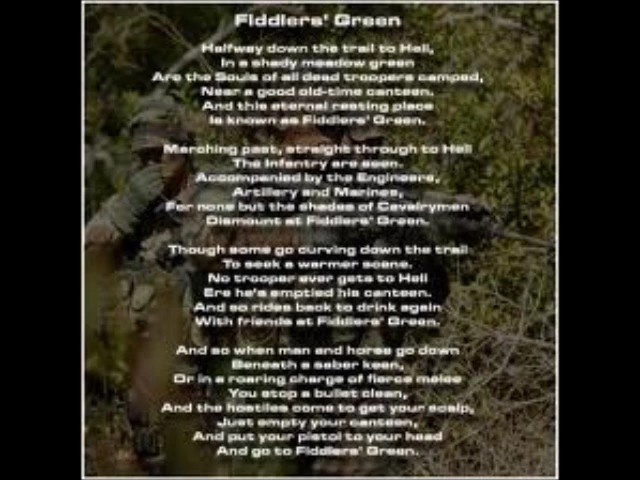 Fiddlers' Green
Halfway down the trail to Hell,
In a shady meadow green
Are the Souls of all dead troopers camped,
Near a good old-time canteen.
And this eternal resting place
Is known as Fiddlers' Green.
Marching past, straight through to Hell
The Infantry are seen.
Accompanied by the Engineers,
Artillery and Marines,
For none but the shades of Cavalrymen
Dismount at Fiddlers' Green.
Though some go curving down the trail
To seek a warmer scene.
No trooper ever gets to Hell
Ere he's emptied his canteen.
And so rides back to drink again
With friends at Fiddlers' Green.
And so when man and horse go down
Beneath a saber keen,
Or in a roaring charge of fierce melee
You stop a bullet clean,
And the hostiles come to get your scalp,
Just empty your canteen,
And put your pistol to your head
And go to Fiddlers' Green.